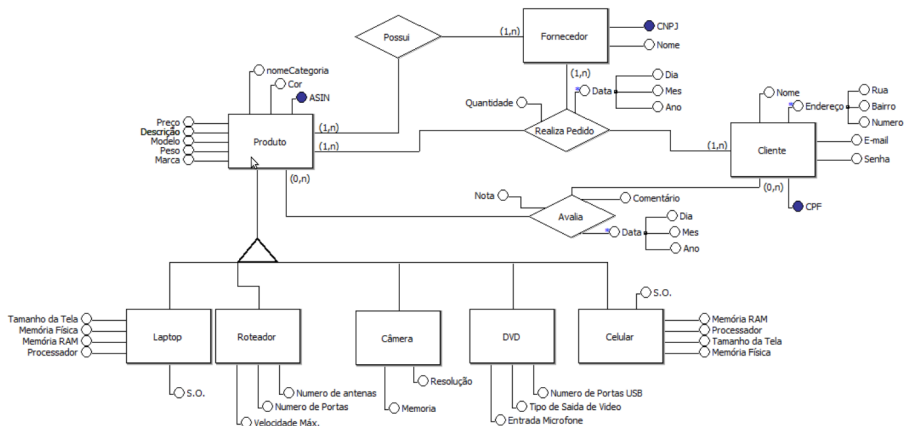 Possui
(1,n)
Fornecedor
CNPJ
Nome
nomeCategoria
Cor
ASIN
(1,n)
Quantidade
Data
Dia
Mes
Ano
Nome
Endereço
Rua
Bairro
Numero
Preço
Descrição
Modelo
Peso
Marca
Produto
(1,n)
(1,n)
Realiza Pedido
(1,n)
Cliente
E-mail
Senha
(0,n)
(0,n)
CPF
Nota
Comentário
Avalia
Data
Dia
Mes
Ano
S.O.
Tamanho da Tela
Memória Física
Memória RAM
Processador
Laptop
Roteador
Câmera
DVD
Celular
Memória RAM
Processador
Tamanho da Tela
Memória Física
S.O.
Numero de antenas
Numero de Portas
Velocidade Máx.
Resolução
Memoria
Numero de Portas USB
Tipo de Saida de Video
Entrada Microfone